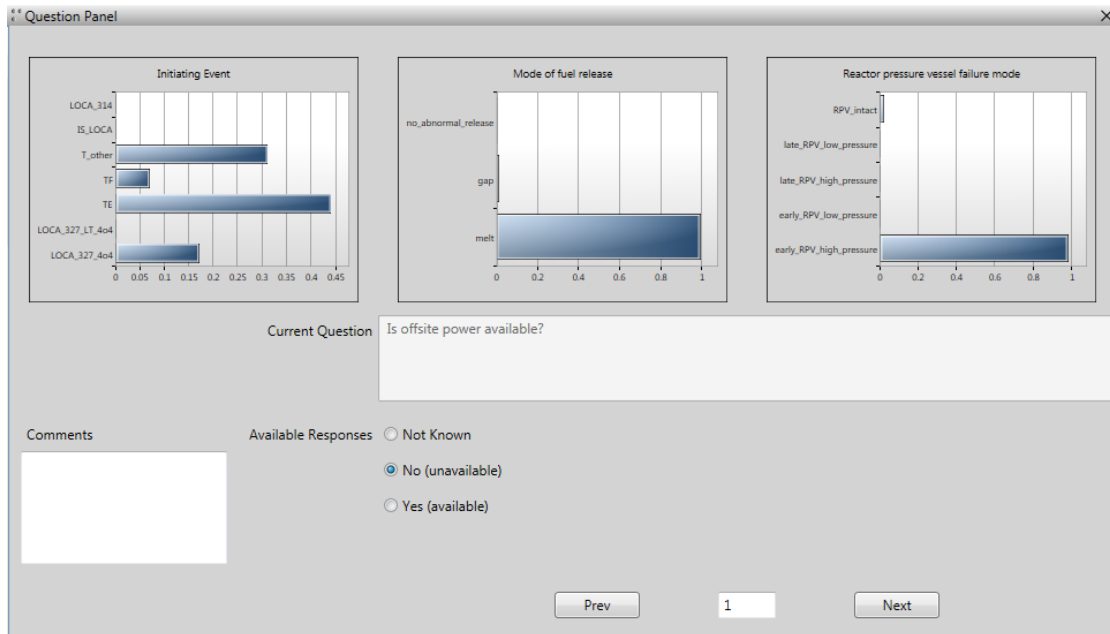 Question Panel
Initiating Event
LOCA_314
IS_LOCA
T_other
TF
TE
LOCA_327_LT_4o4
LOCA_327_4o4
0 0.05 0.1 0.15 0.2 0.25 0.3 0.35 0.4 0.45
Mode of fuel release
no_abnormal_release
gap
melt
0 0.2 0.4 0.6 0.8 1
Reactor pressure vessel failure mode
RPV_intact
late_RPV_low_pressure
late_RPV_high_pressure
early_RPV_low_pressure
early_RPV_high_pressure
0 0.2 0.4 0.6 0.8 1
Current Question
Is offsite power available?
Comments
Available Responses
Not Known
No (unavailable)
Yes (available)
Prev
1
Next